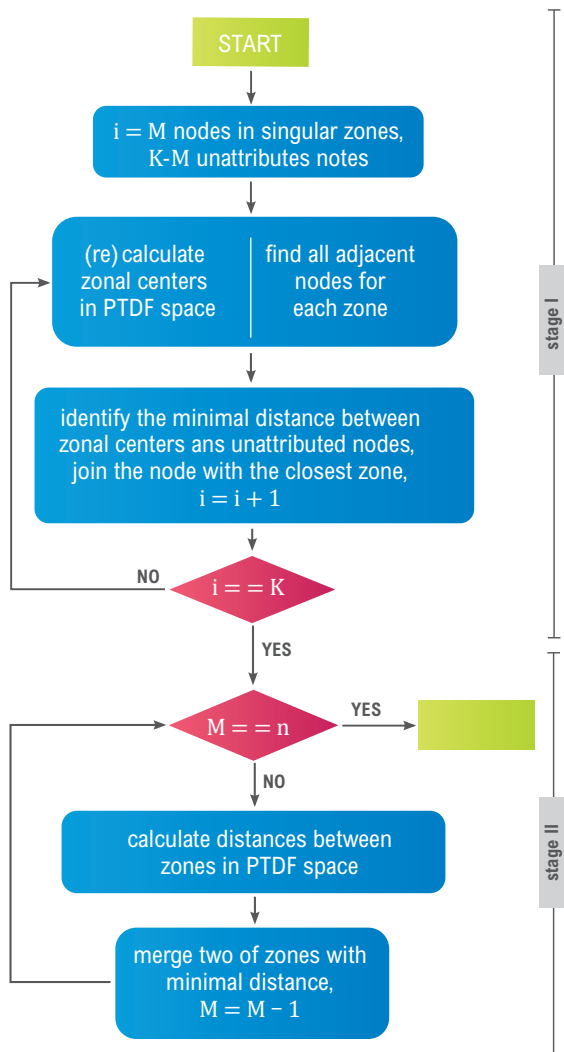 START
i = M nodes in singular zones,
K-M unattributes notes
(re) calculate
zonal centers
in PTDF space
find all adjacent
nodes for
each zone
identify the minimal distance between
zonal centers ans unattributed nodes,
join the node with the closest zone,
i = i + 1
NO
i = = K
YES
stage I
M = = n
YES
NO
calculate distances between
zones in PTDF space
merge two of zones with
minimal distance,
M = M – 1
stage II